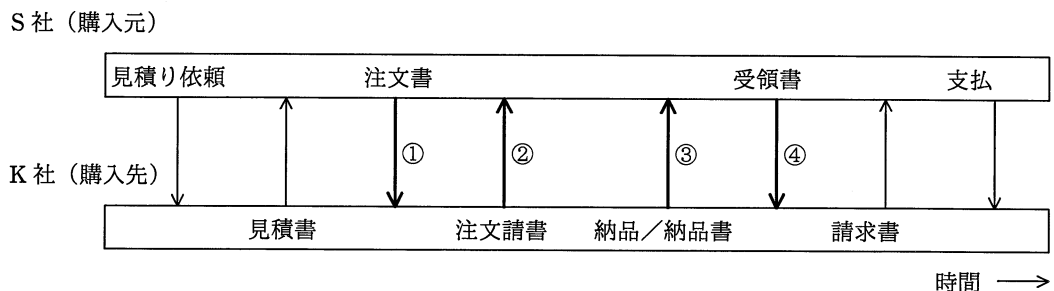 S 社（購入元）
見積り依頼 注文書 受領書 支払
① ② ③ ④
K 社（購入先）
見積書 注文請書 納品／納品書 請求書
時間